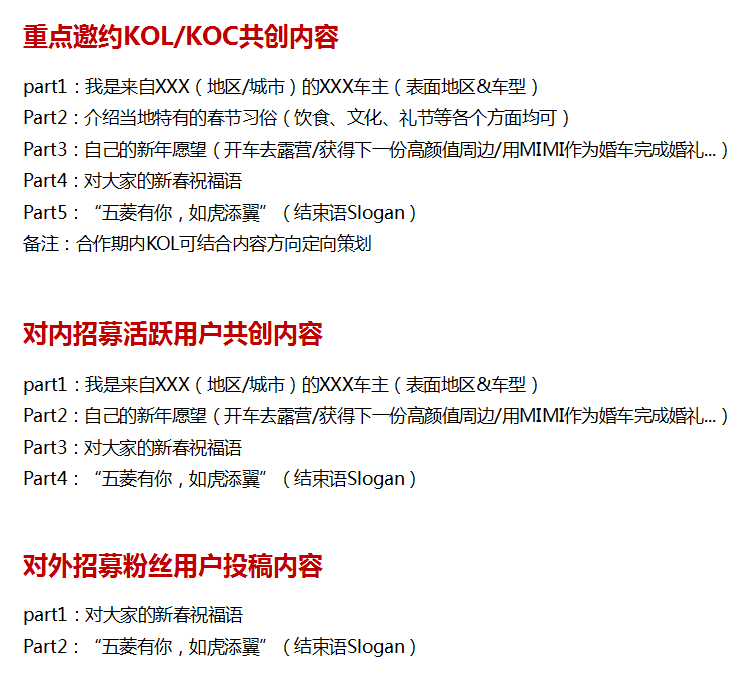 重点邀约KOL/KOC共创内容
part1：我是来自XXX（地区/城市）的XXX车主（表面地区&车型）
Part2：介绍当地特有的春节习俗（饮食、文化、礼节等各个方面均可）
Part3：自己的新年愿望（开车去露营/获得下一份高颜值周边/用MIMI作为婚车完成婚礼...）
Part4：对大家的新春祝福语
Part5：“五菱有你，如虎添翼”（结束语Slogan）
备注：合作期内KOL可结合内容方向定向策划
对内招募活跃用户共创内容
part1：我是来自XXX（地区/城市）的XXX车主（表面地区&车型）
Part2：自己的新年愿望（开车去露营/获得下一份高颜值周边/用MIMI作为婚车完成婚礼...）
Part3：对大家的新春祝福语
Part4：“五菱有你，如虎添翼”（结束语Slogan）
对外招募粉丝用户投稿内容
part1：对大家的新春祝福语
Part2：“五菱有你，如虎添翼”（结束语Slogan）